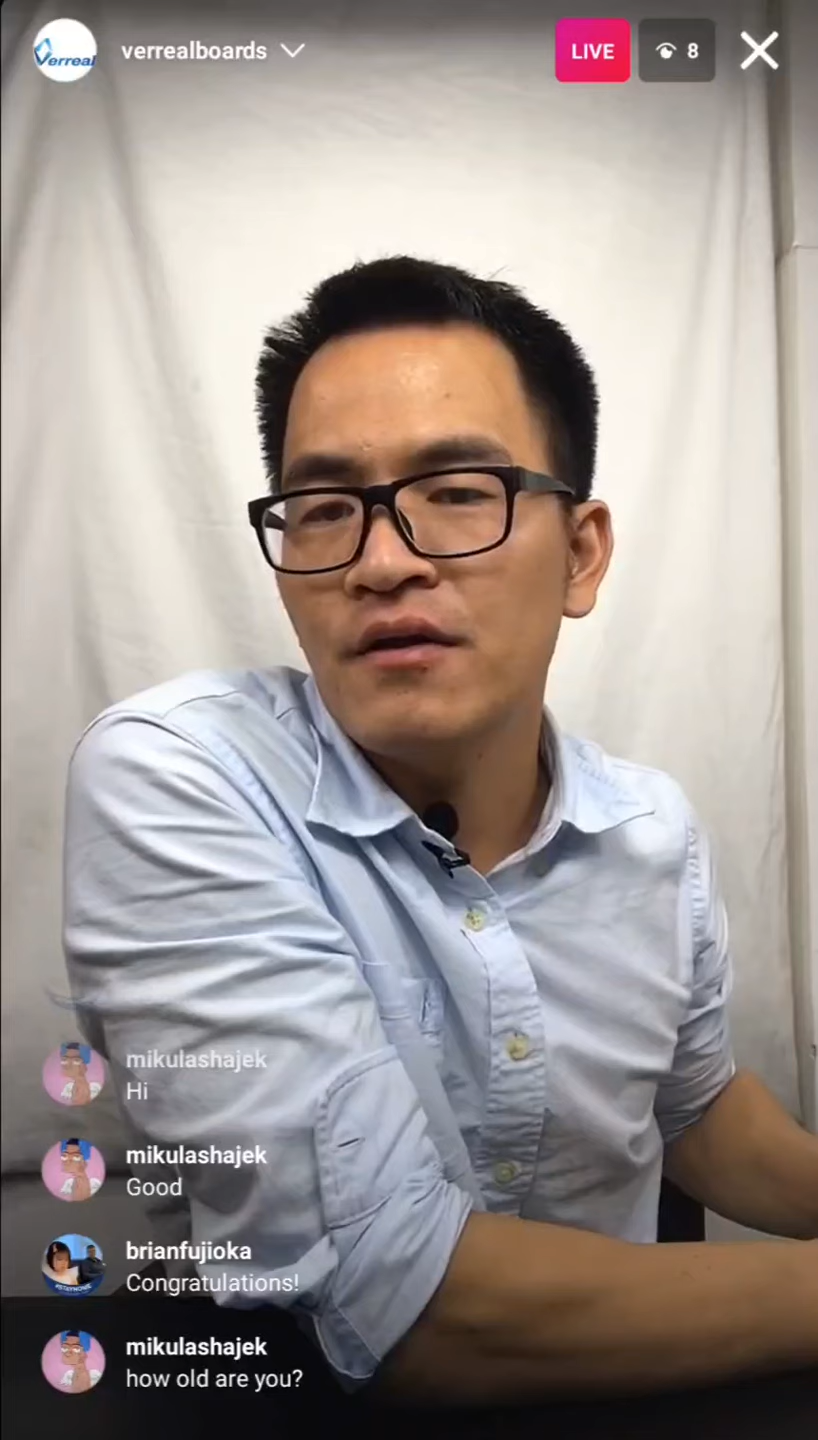 Verreal
verrealboards
LIVE
8
mikulashajek
Hi
mikulashajek
Good
brianfujioka
Congratulations!
mikulashajek
how old are you?